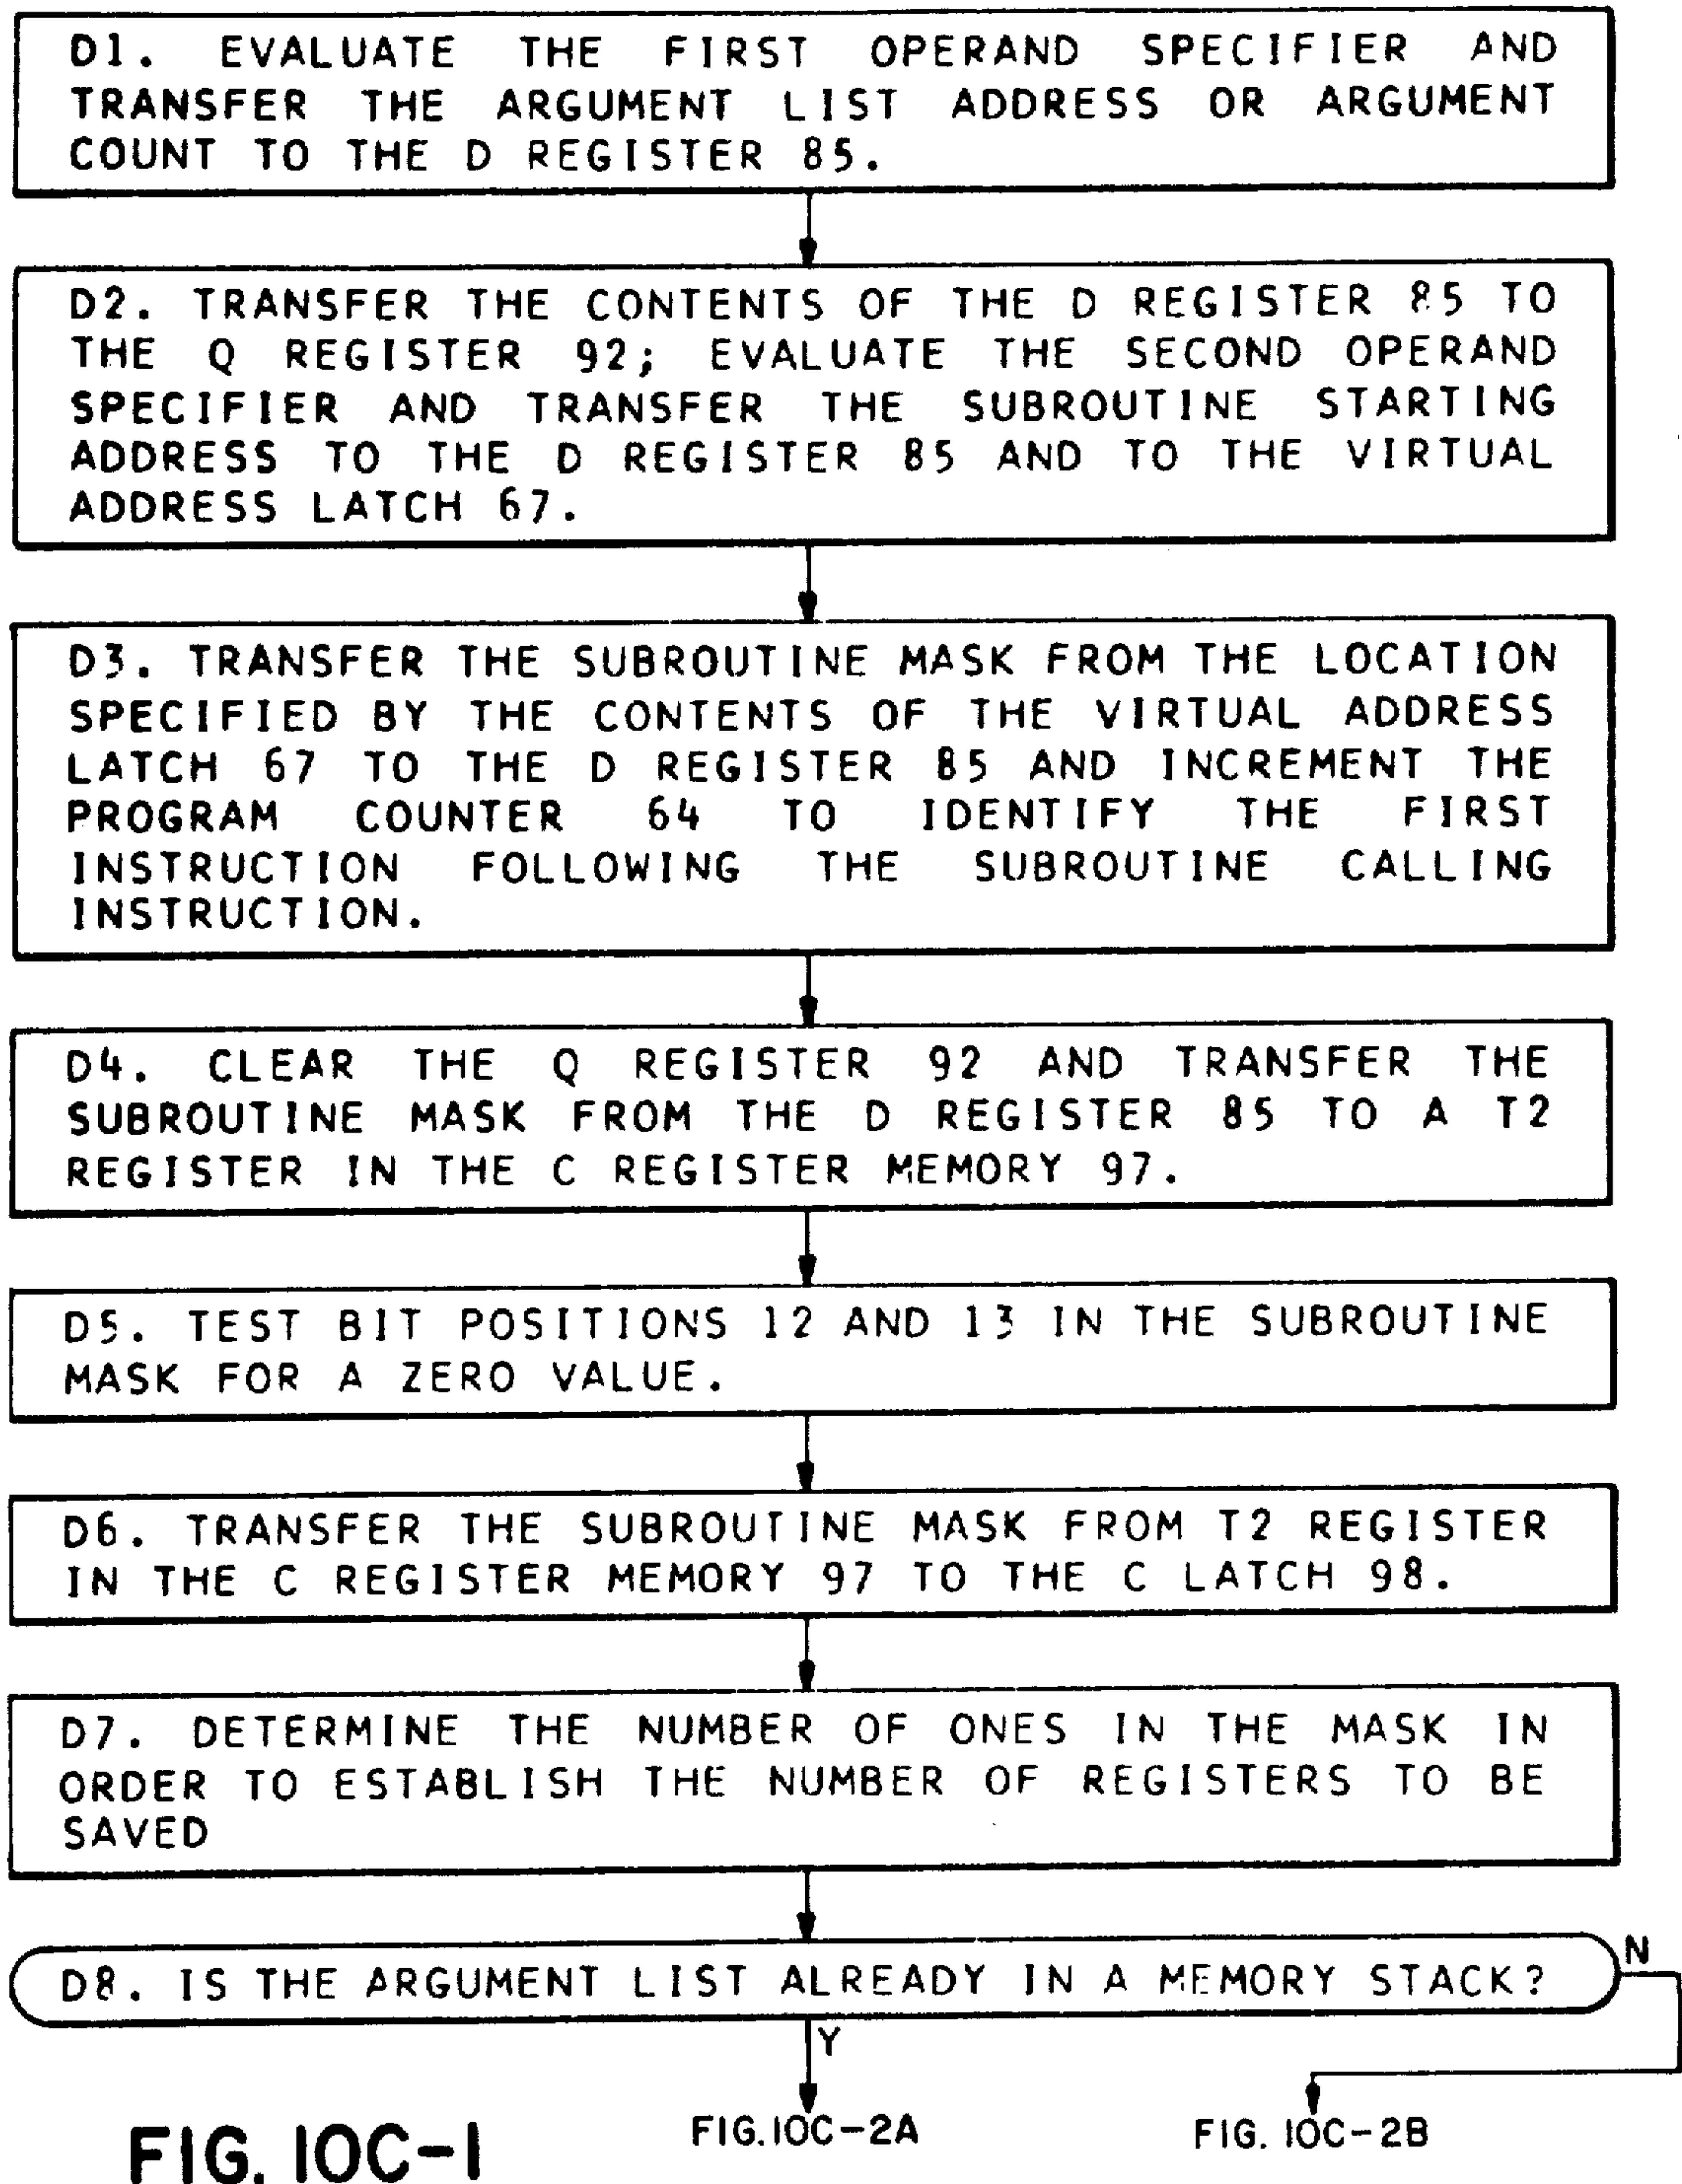 D1. EVALUATE THE FIRST OPERAND SPECIFIER AND
TRANSFER THE ARGUMENT LIST ADDRESS OR ARGUMENT
COUNT TO THE D REGISTER 85.
D2. TRANSFER THE CONTENTS OF THE D REGISTER 85 TO
THE Q REGISTER 92; EVALUATE THE SECOND OPERAND
SPECIFIER AND TRANSFER THE SUBROUTINE STARTING
ADDRESS TO THE D REGISTER 85 AND TO THE VIRTUAL
ADDRESS LATCH 67.
D3. TRANSFER THE SUBROUTINE MASK FROM THE LOCATION
SPECIFIED BY THE CONTENTS OF THE VIRTUAL ADDRESS
LATCH 67 TO THE D REGISTER 85 AND INCREMENT THE
PROGRAM COUNTER 64 TO IDENTIFY THE FIRST
INSTRUCTION FOLLOWING THE SUBROUTINE CALLING
INSTRUCTION.
D4. CLEAR THE Q REGISTER 92 AND TRANSFER THE
SUBROUTINE MASK FROM THE D REGISTER 85 TO A T2
REGISTER IN THE C REGISTER MEMORY 97.
D5. TEST BIT POSITIONS 12 AND 13 IN THE SUBROUTINE
MASK FOR A ZERO VALUE.
D6. TRANSFER THE SUBROUTINE MASK FROM T2 REGISTER
IN THE C REGISTER MEMORY 97 TO THE C LATCH 98.
D7. DETERMINE THE NUMBER OF ONES IN THE MASK IN
ORDER TO ESTABLISH THE NUMBER OF REGISTERS TO BE
SAVED
D8. IS THE ARGUMENT LIST ALREADY IN A MEMORY STACK?
N
Y
FIG.10C-2A
FIG. 10C-2B
FIG. 10C-1